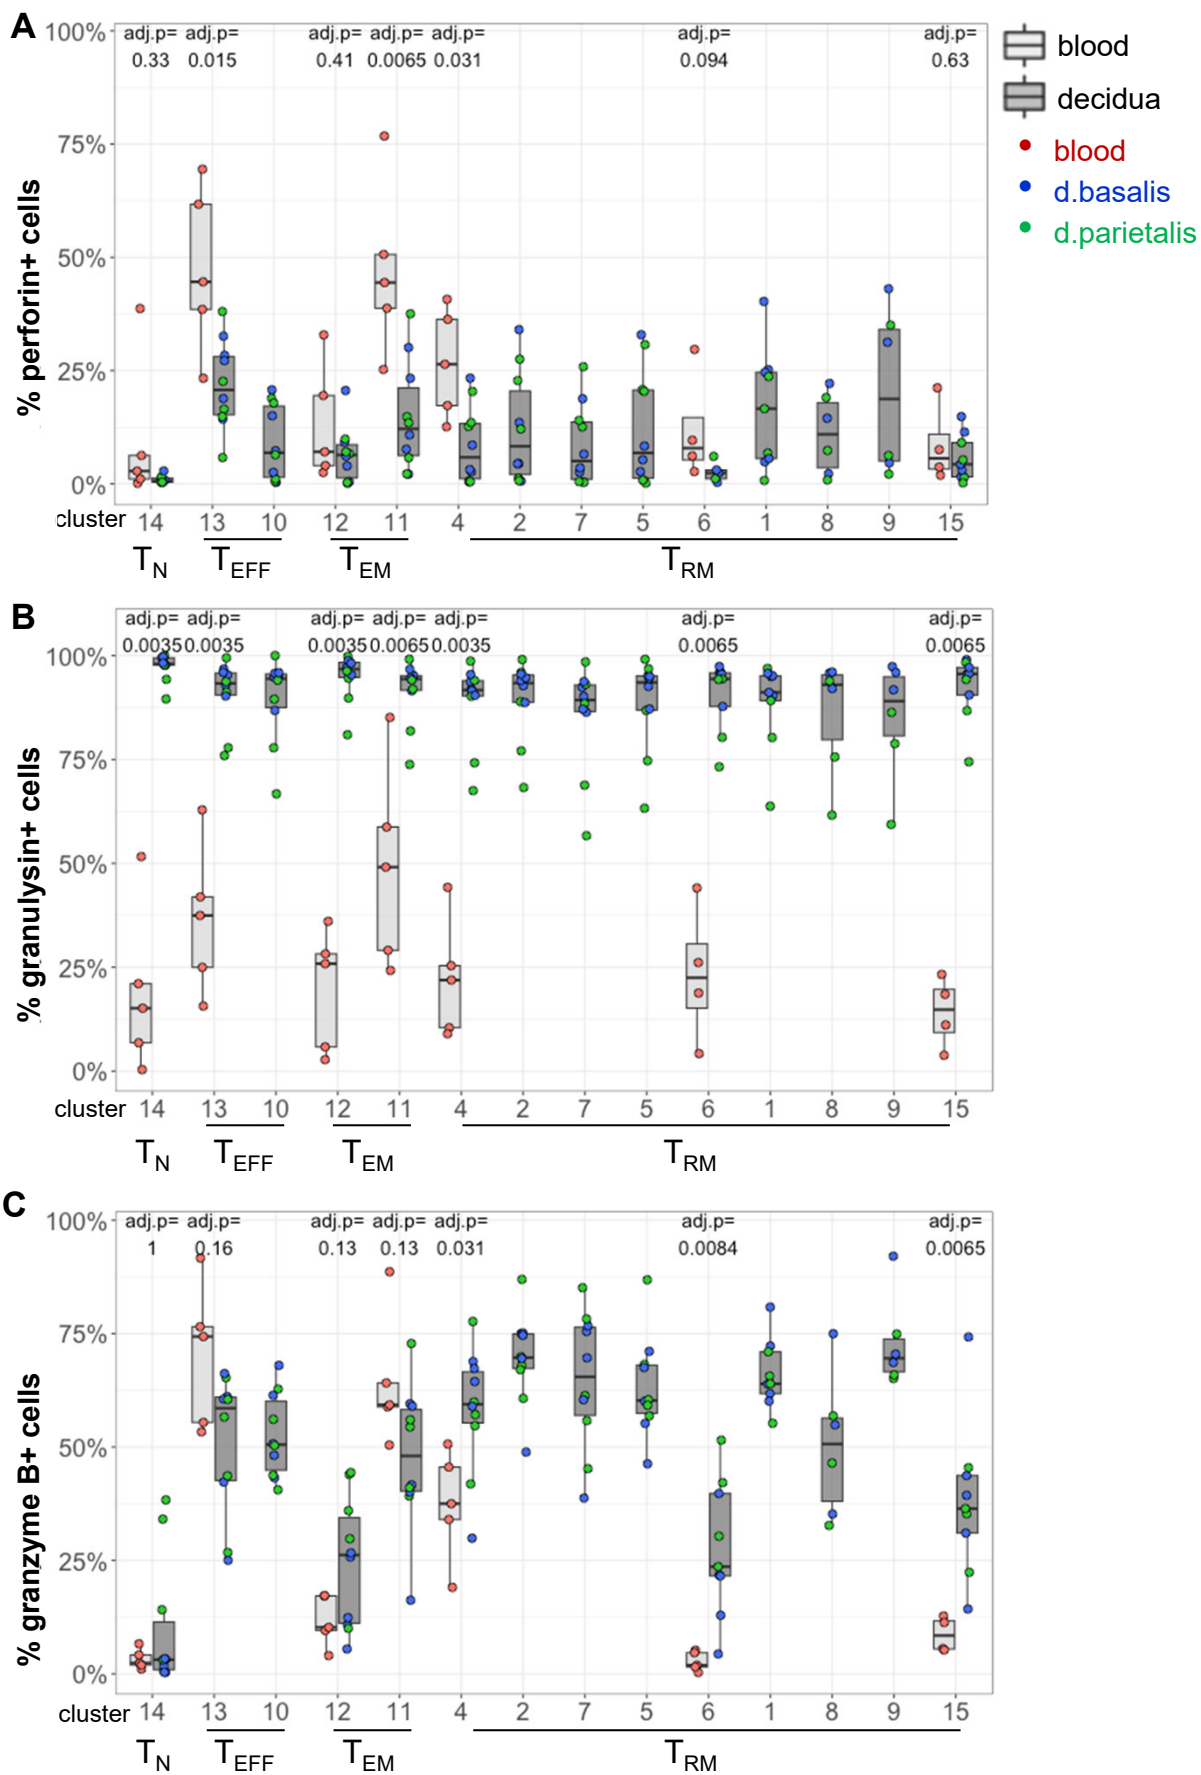 A
100%
adj.p= adj.p= adj.p= adj.p= adj.p= adj.p= adj.p=
0.33 0.015 0.41 0.0065 0.031 0.094 0.63
75%
50%
25%
0%
% perforin+ cells
cluster 14 13 10 12 11 4 2 7 5 6 1 8 9 15
TN TEFF TEM TRM
blood
decidua
blood
d.basalis
d.parietalis
B
adj.p= adj.p= adj.p= adj.p= adj.p= adj.p= adj.p=
0.0035 0.0035 0.0035 0.0065 0.0035 0.0065 0.0065
100%
75%
50%
25%
0%
% granulysin+ cells
cluster 14 13 10 12 11 4 2 7 5 6 1 8 9 15
TN TEFF TEM TRM
C
100%
adj.p= adj.p= adj.p= adj.p= adj.p= adj.p= adj.p=
1 0.16 0.13 0.13 0.031 0.0084 0.0065
75%
50%
25%
0%
% granzyme B+ cells
cluster 14 13 10 12 11 4 2 7 5 6 1 8 9 15
TN TEFF TEM TRM